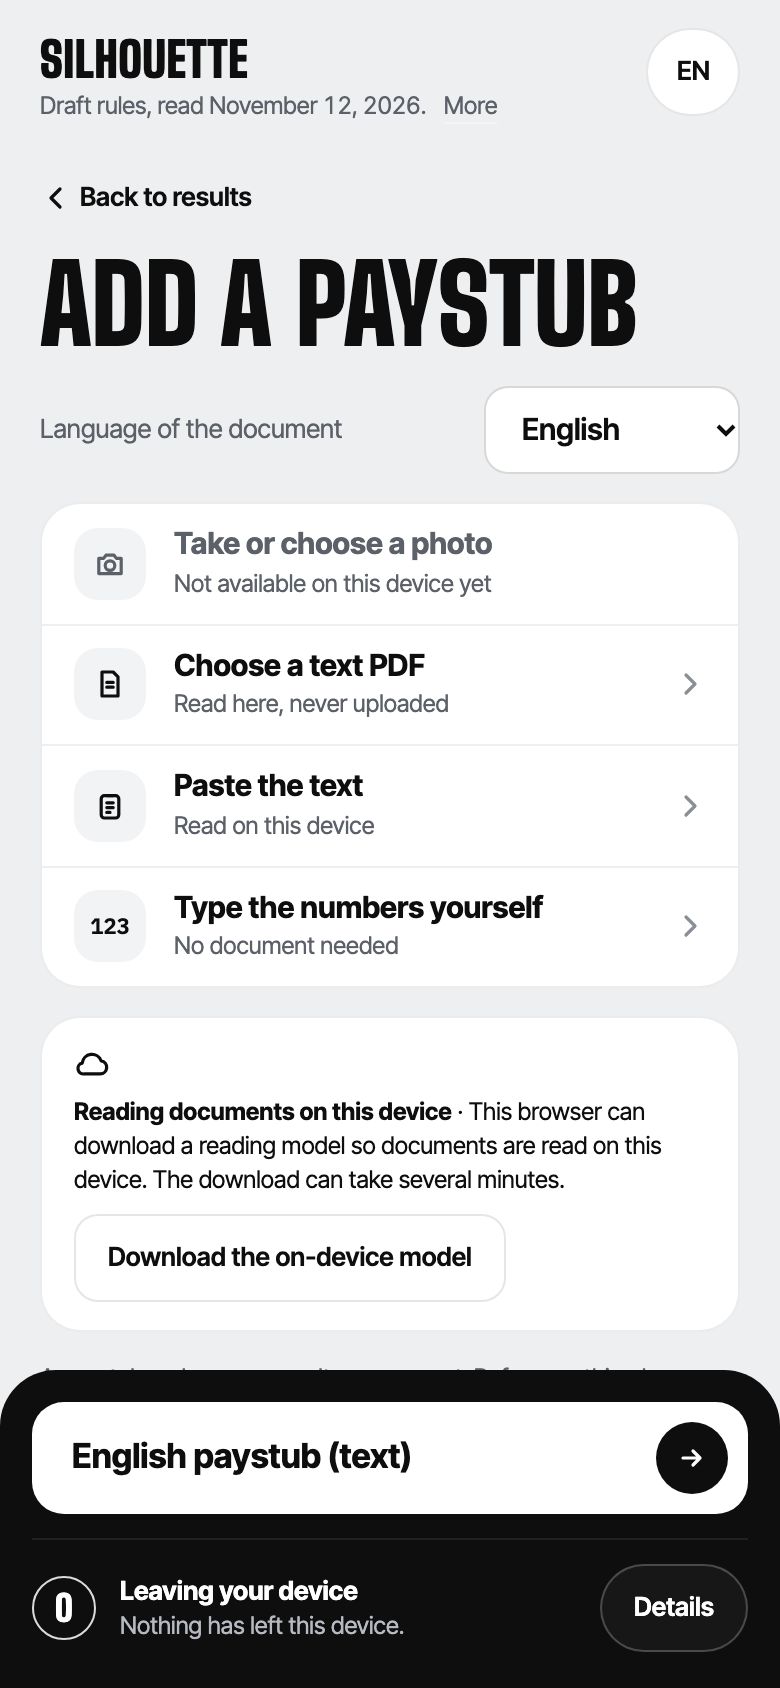 SILHOUETTE
Draft rules, read November 12, 2026. More
EN
Back to results
ADD A PAYSTUB
Language of the document
English
Take or choose a photo
Not available on this device yet
Choose a text PDF
Read here, never uploaded
Paste the text
Read on this device
123
Type the numbers yourself
No document needed
Reading documents on this device · This browser can
download a reading model so documents are read on this
device. The download can take several minutes.
Download the on-device model
English paystub (text)
0
Leaving your device
Nothing has left this device.
Details